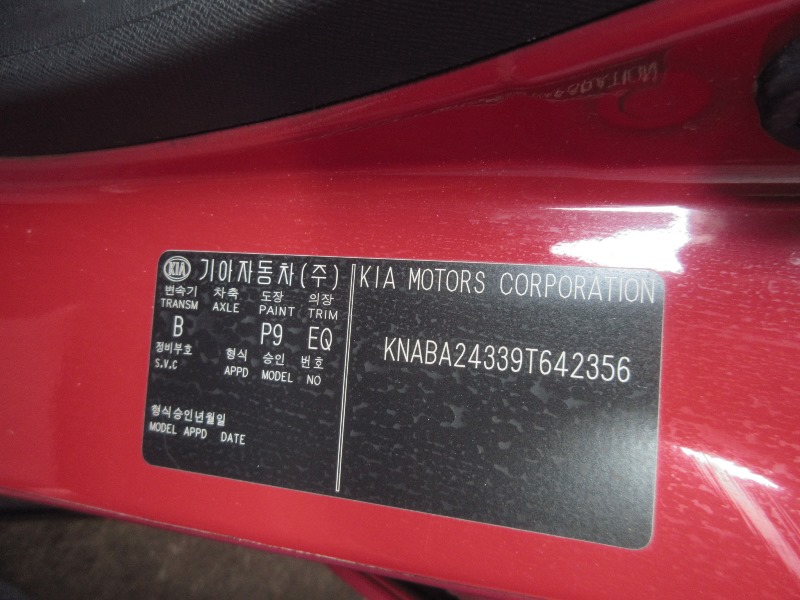 KIA 기아자동차(주)
변속기 차축 도장 의장
TRANSM AXLE PAINT TRIM
B P9 EQ
정비부호 형식 승인 번호
S.V.C APPD MODEL NO
형식승인년월일
MODEL APPD DATE
KIA MOTORS CORPORATION
KNABA24339T642356